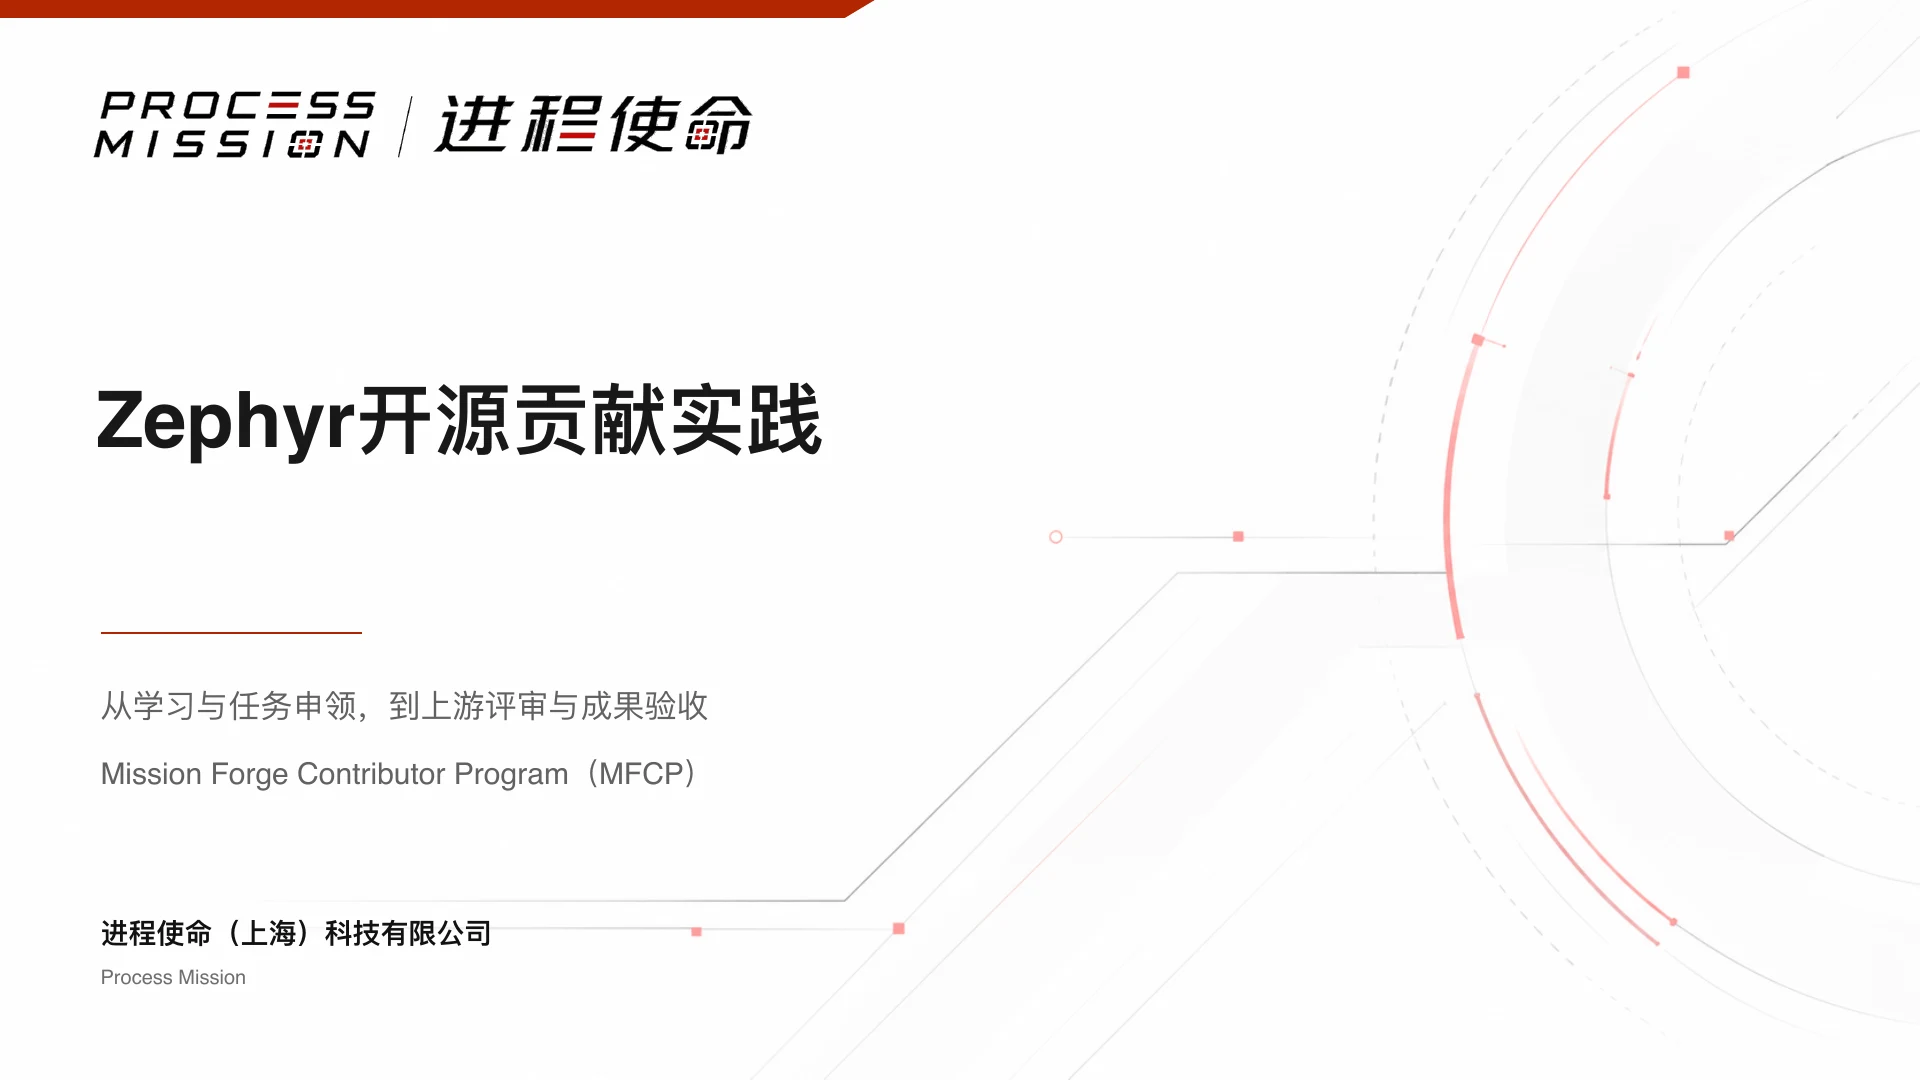 PROCESS
MISSION
进程使命
Zephyr开源贡献实践
从学习与任务申领，到上游评审与成果验收
Mission Forge Contributor Program（MFCP）
进程使命（上海）科技有限公司
Process Mission